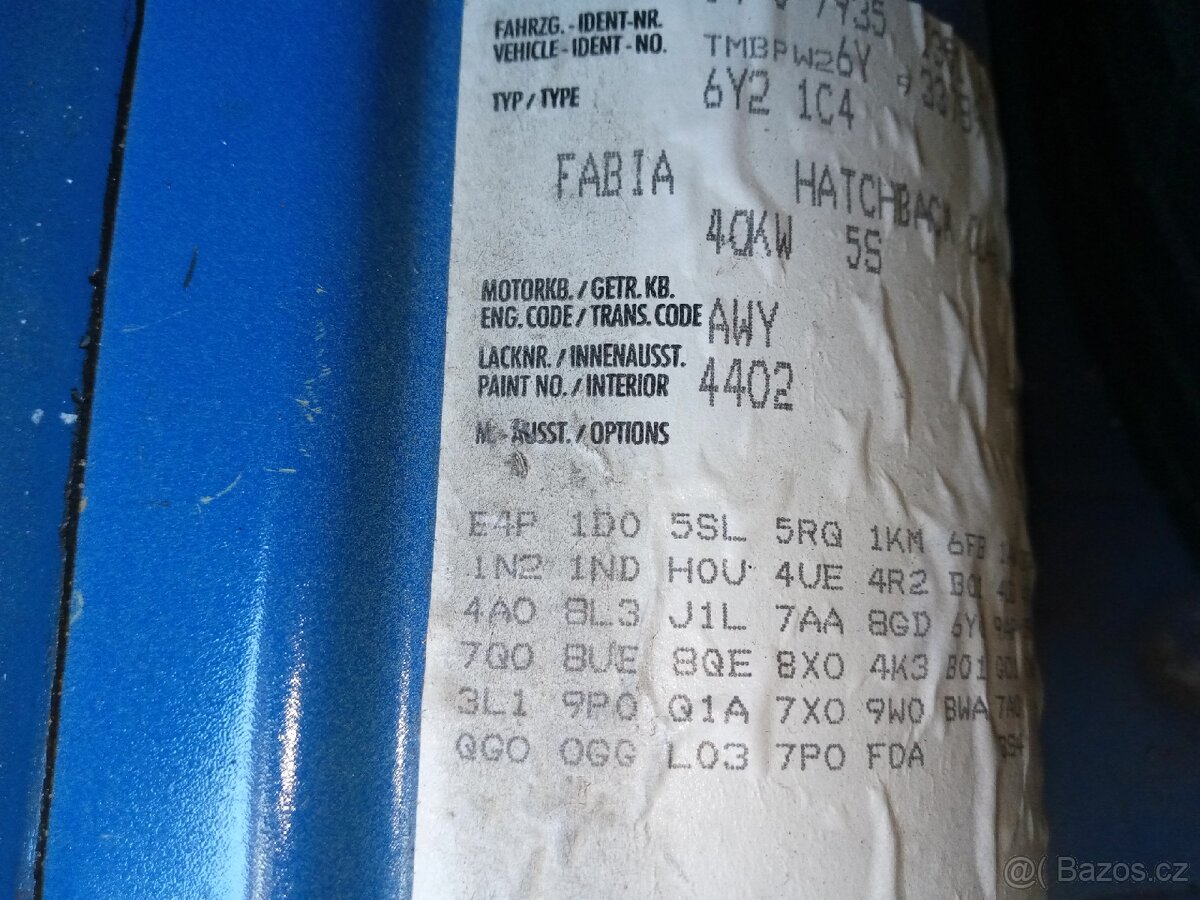 FAHRZG. - IDENT-NR.
VEHICLE - IDENT - NO. TMBPW26Y
TYP / TYPE 6Y2 1C4
FABIA HATCHBACK
40KW 5S
MOTORKB. / GETR. KB.
ENG. CODE / TRANS. CODE AWY
LACKNR. / INNENAUSST.
PAINT NO. / INTERIOR 4402
M. - AUSST. / OPTIONS
E4P 1D0 5SL 5RQ 1KM 6FB
1N2 1ND H0U 4UE 4R2
4A0 8L3 J1L 7AA 8GD
7Q0 8UE 8QE 8X0 4K3 B01
3L1 9P0 Q1A 7X0 9W0 BWA
QG0 0GG L03 7P0 FDA
@( Bazos.cz